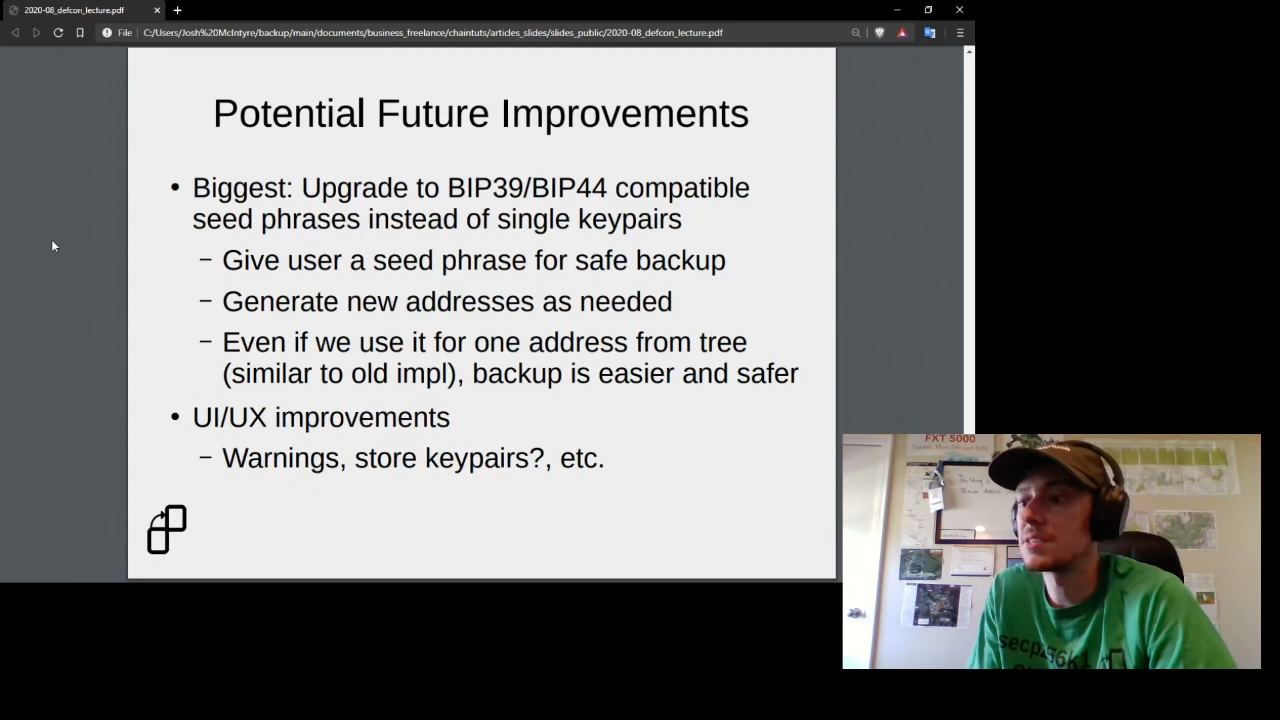 2020-08_defcon_lecture.pdf
File
C:/Users/Josh%20McIntyre/backup/main/documents/business_freelance/chaintuts/articles_slides/slides_public/2020-08_defcon_lecture.pdf
Potential Future Improvements
• Biggest: Upgrade to BIP39/BIP44 compatible
seed phrases instead of single keypairs
– Give user a seed phrase for safe backup
– Generate new addresses as needed
– Even if we use it for one address from tree
(similar to old impl), backup is easier and safer
• UI/UX improvements
– Warnings, store keypairs?, etc.
FXT 5000
secp256k1